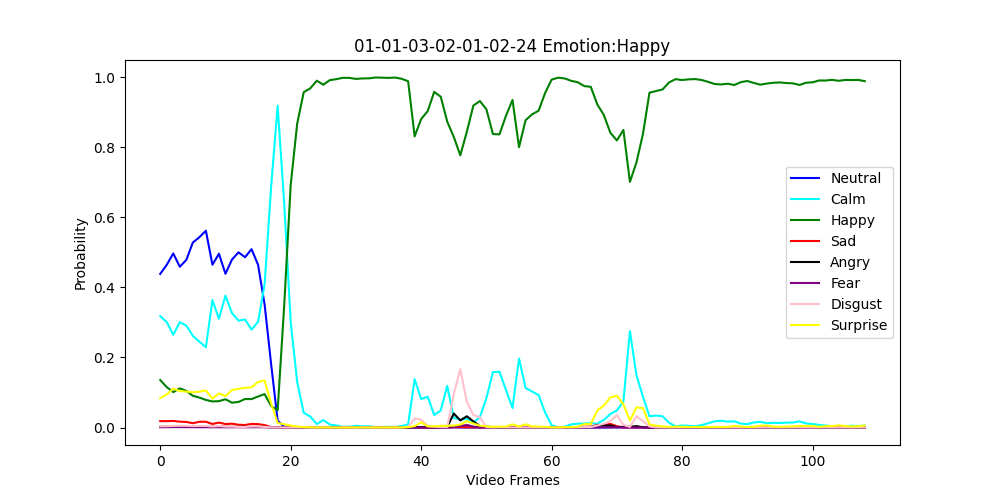 01-01-03-02-01-02-24 Emotion:Happy
Probability
1.0
0.8
0.6
0.4
0.2
0.0
0 20 40 60 80 100
Video Frames
Neutral
Calm
Happy
Sad
Angry
Fear
Disgust
Surprise